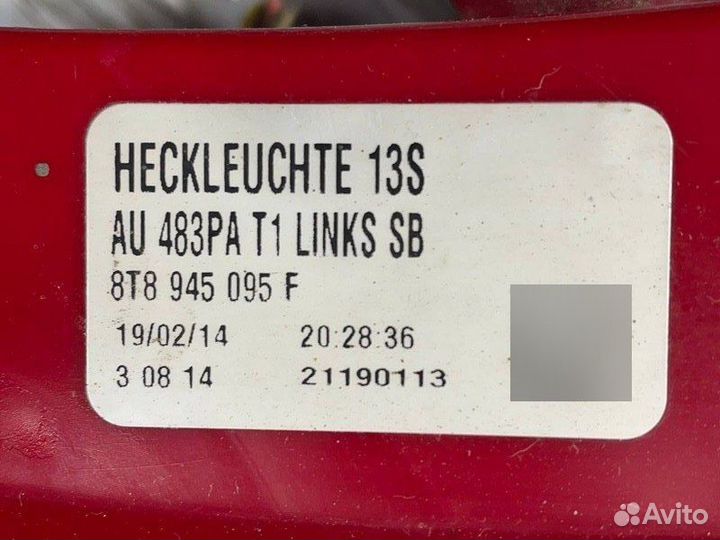 HECKLEUCHTE 13S
AU 483PA T1 LINKS SB
8T8 945 095 F
19/02/14 20:28:36
3 08 14 21190113
Avito